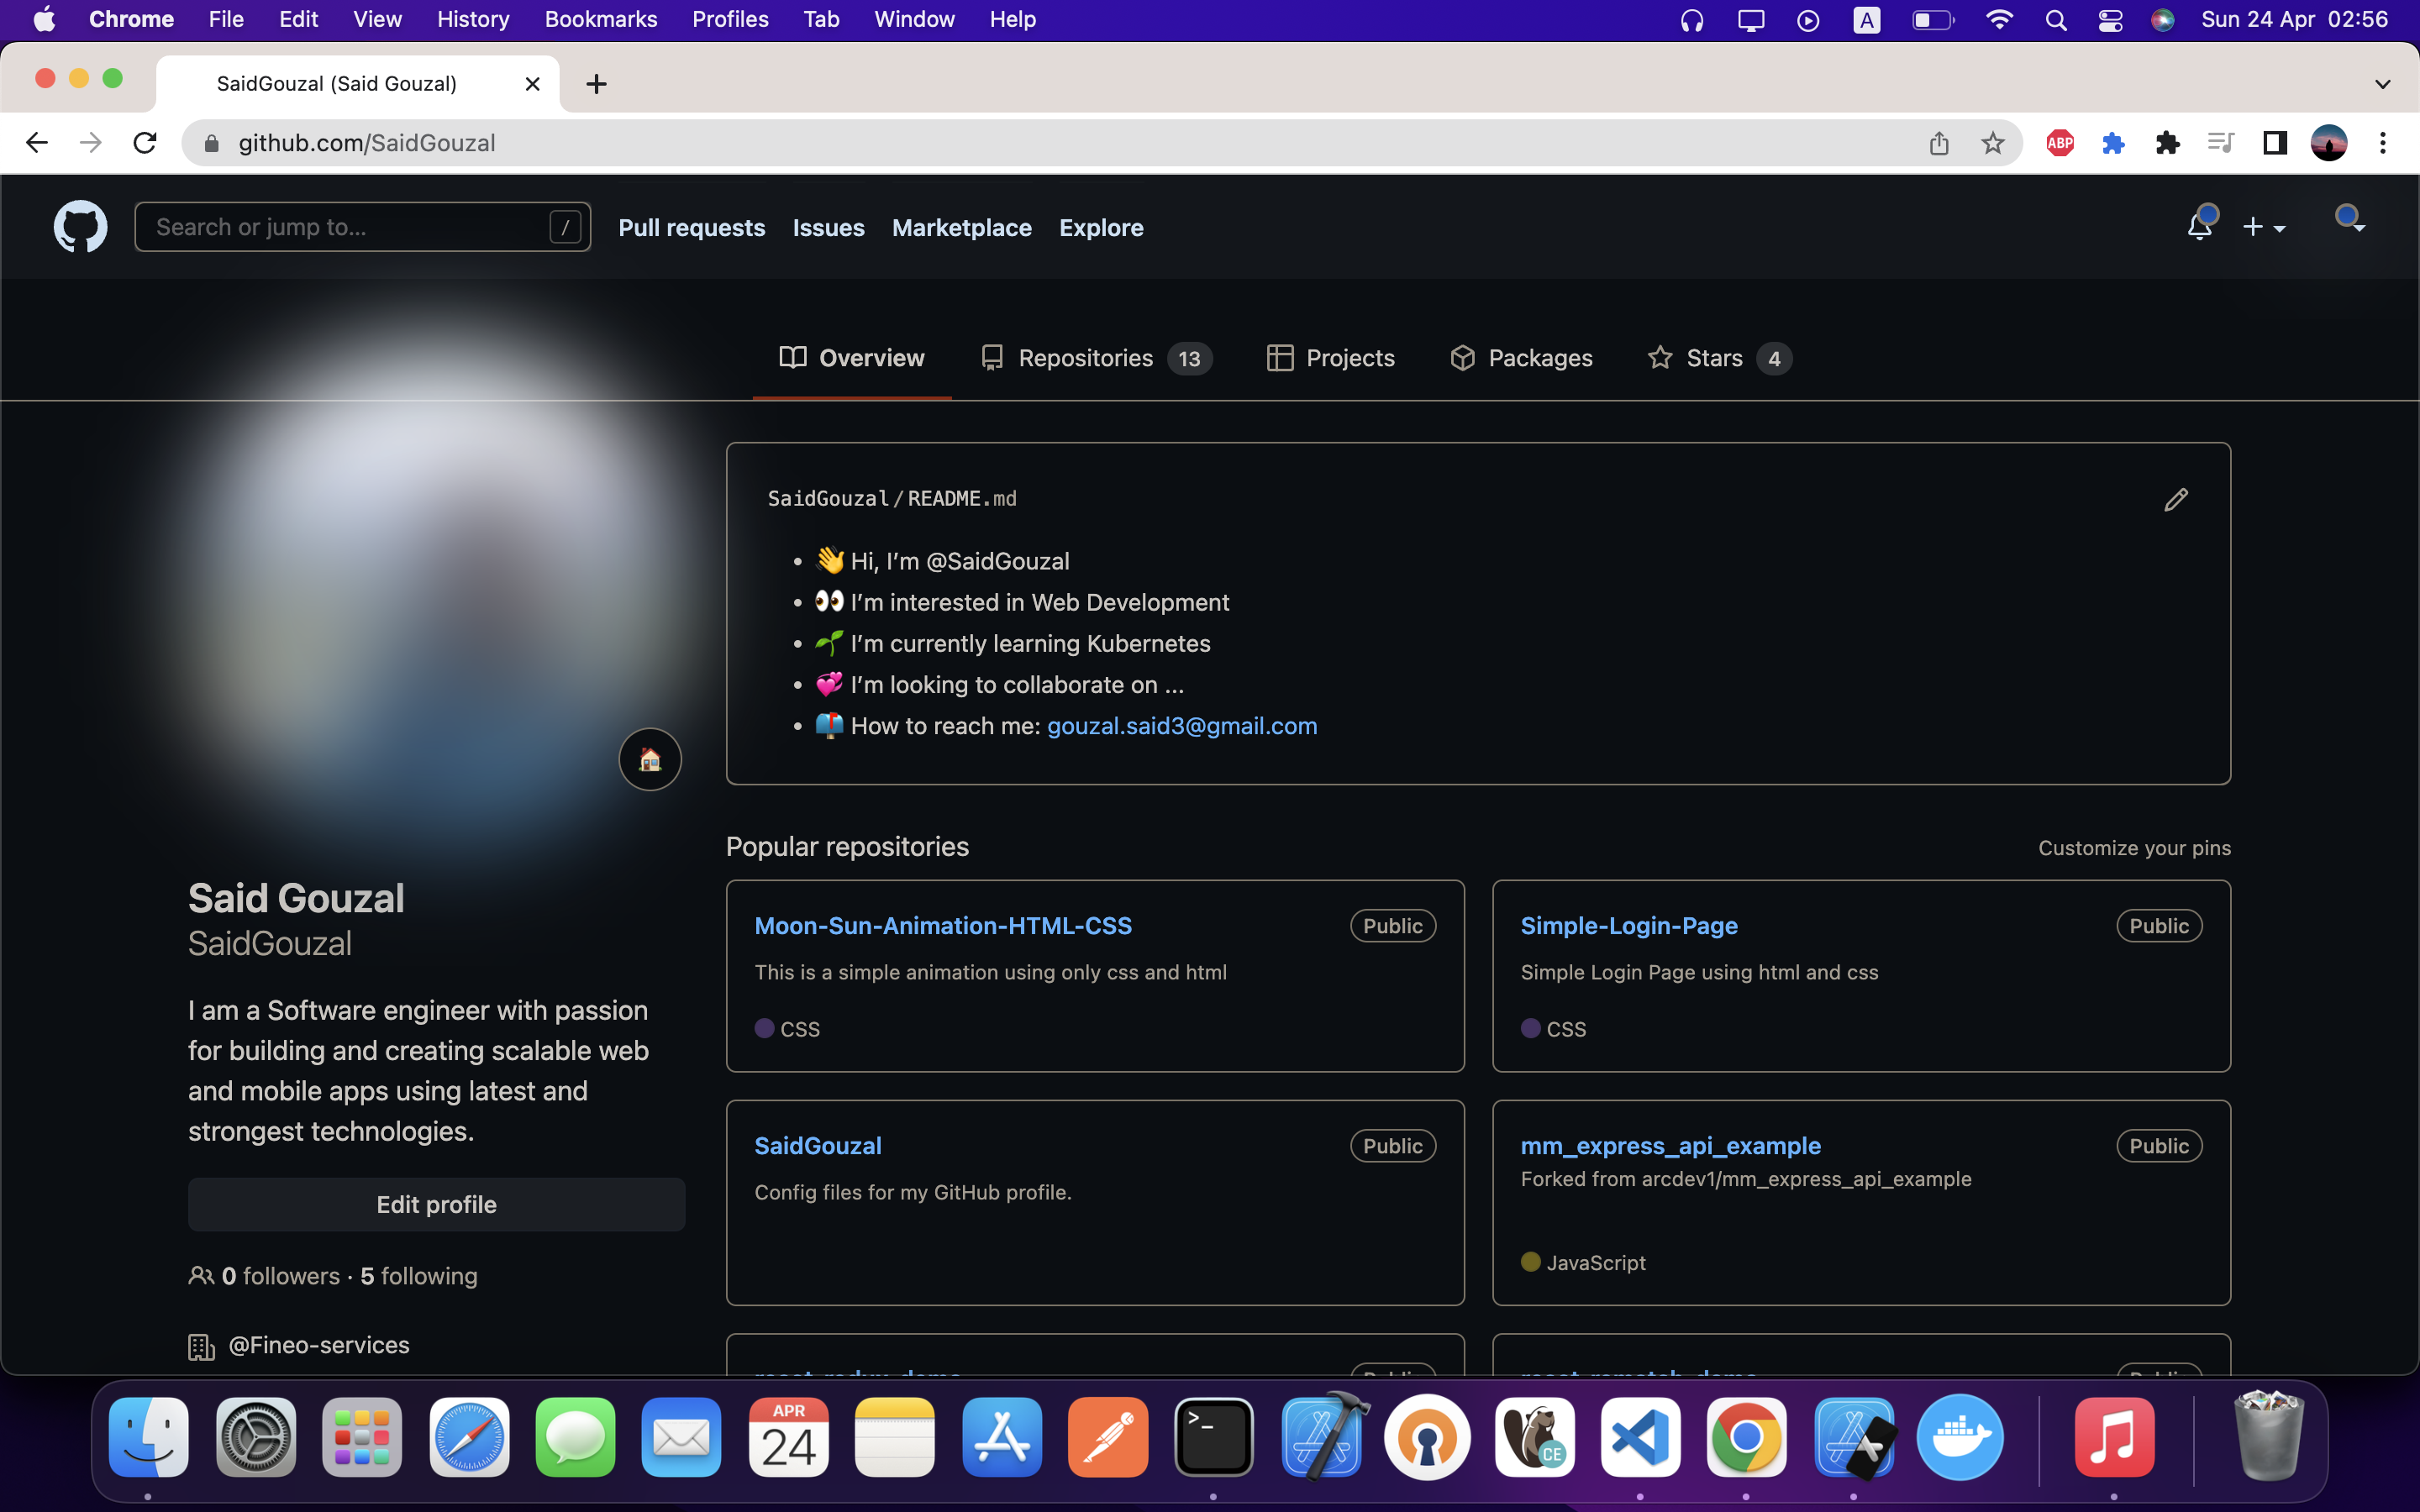 Chrome File Edit View History Bookmarks Profiles Tab Window Help A Sun 24 Apr 02:56
SaidGouzal (Said Gouzal)
github.com/SaidGouzal ABP
Search or jump to... / Pull requests Issues Marketplace Explore
Overview Repositories 13 Projects Packages Stars 4
SaidGouzal/README.md
👋 Hi, I’m @SaidGouzal
👀 I’m interested in Web Development
🌱 I’m currently learning Kubernetes
💞️ I’m looking to collaborate on ...
📫 How to reach me: gouzal.said3@gmail.com
Said Gouzal
SaidGouzal
I am a Software engineer with passion
for building and creating scalable web
and mobile apps using latest and
strongest technologies.
Edit profile
0 followers · 5 following
@Fineo-services
Popular repositories Customize your pins
Moon-Sun-Animation-HTML-CSS Public
This is a simple animation using only css and html
CSS
Simple-Login-Page Public
Simple Login Page using html and css
CSS
SaidGouzal Public
Config files for my GitHub profile.
mm_express_api_example Public
Forked from arcdev1/mm_express_api_example
JavaScript
APR
24
>_
CE